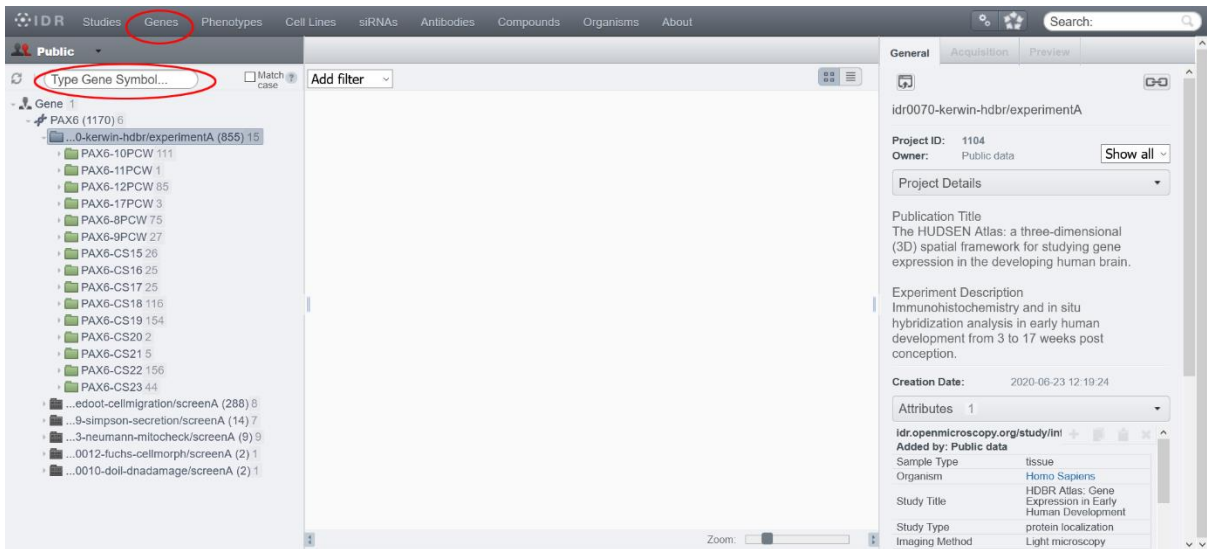 IDR Studies Genes Phenotypes Cell Lines siRNAs Antibodies Compounds Organisms About Search:
Public
Type Gene Symbol... Match case ?
Add filter
Gene 1
PAX6 (1170) 6
...0-kerwin-hdbr/experimentA (855) 15
PAX6-10PCW 111
PAX6-11PCW 1
PAX6-12PCW 85
PAX6-17PCW 3
PAX6-8PCW 75
PAX6-9PCW 27
PAX6-CS15 26
PAX6-CS16 25
PAX6-CS17 25
PAX6-CS18 116
PAX6-CS19 154
PAX6-CS20 2
PAX6-CS21 5
PAX6-CS22 156
PAX6-CS23 44
...edoot-cellmigration/screenA (288) 8
...9-simpson-secretion/screenA (14) 7
...3-neumann-mitocheck/screenA (9) 9
...0012-fuchs-cellmorph/screenA (2) 1
...0010-doil-dnadamage/screenA (2) 1
Zoom:
General Acquisition Preview
idr0070-kerwin-hdbr/experimentA
Project ID: 1104
Owner: Public data
Show all
Project Details
Publication Title
The HUDSEN Atlas: a three-dimensional
(3D) spatial framework for studying gene
expression in the developing human brain.
Experiment Description
Immunohistochemistry and in situ
hybridization analysis in early human
development from 3 to 17 weeks post
conception.
Creation Date: 2020-06-23 12:19:24
Attributes 1
idr.openmicroscopy.org/study/in
Added by: Public data
Sample Type tissue
Organism Homo Sapiens
Study Title HDBR Atlas: Gene
Expression in Early
Human Development
Study Type protein localization
Imaging Method Light microscopy